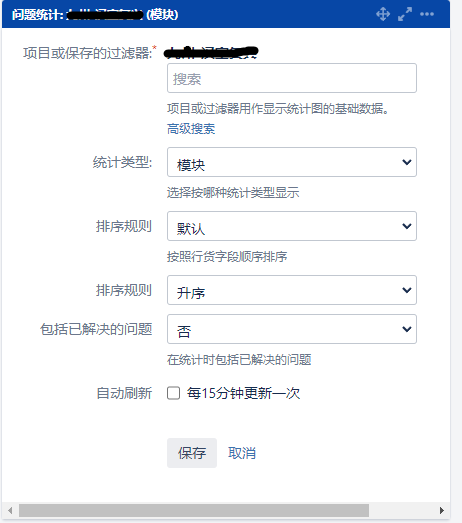 问题统计: (模块)
项目或保存的过滤器:*
搜索
项目或过滤器用作显示统计图的基础数据。
高级搜索
统计类型: 模块
选择按哪种统计类型显示
排序规则 默认
按照行货字段顺序排序
排序规则 升序
包括已解决的问题 否
在统计时包括已解决的问题
自动刷新 每15分钟更新一次
保存 取消